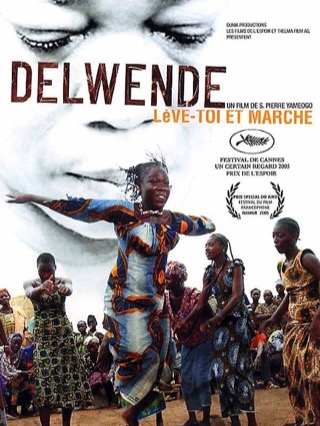 DUNIA PRODUCTIONS
LES FILMS DE L'ESPOIR ET THELMA FILM AG.
PRÉSENTENT
DELWENDE
UN FILM DE S. PIERRE YAMEOGO
LèVE-TOI ET MARCHE
FESTIVAL DE CANNES
UN CERTAIN REGARD 2005
PRIX DE L'ESPOIR
PRIX SPECIAL DU JURY
FESTIVAL DU FILM
FRANCOPHONE
NAMUR 2005